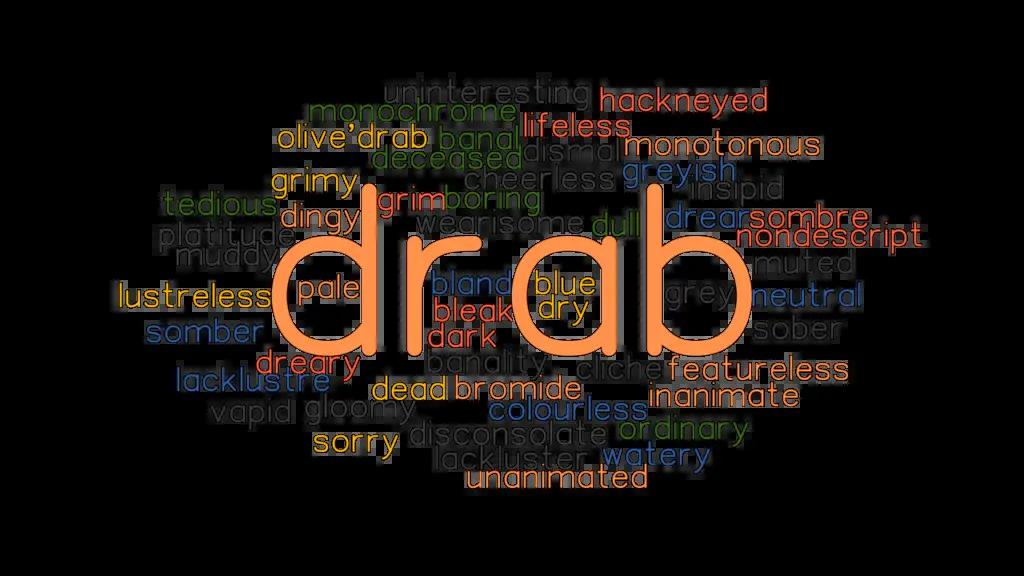 uninteresting
hackneyed
monochrome
lifeless
olive'drab
banal
monotonous
deceased
dismal
greyish
cheerless
grimy
insipid
tedious
grim
boring
dingy
wearisome
dull
drear
sombre
platitude
nondescript
muddy
muted
drab
pale
bland
blue
grey
neutral
lustreless
bleak
dry
somber
dark
sober
dreary
banality
cliche
featureless
lacklustre
dead
bromide
inanimate
vapid
gloomy
colourless
sorry
disconsolate
ordinary
lackluster
watery
unanimated